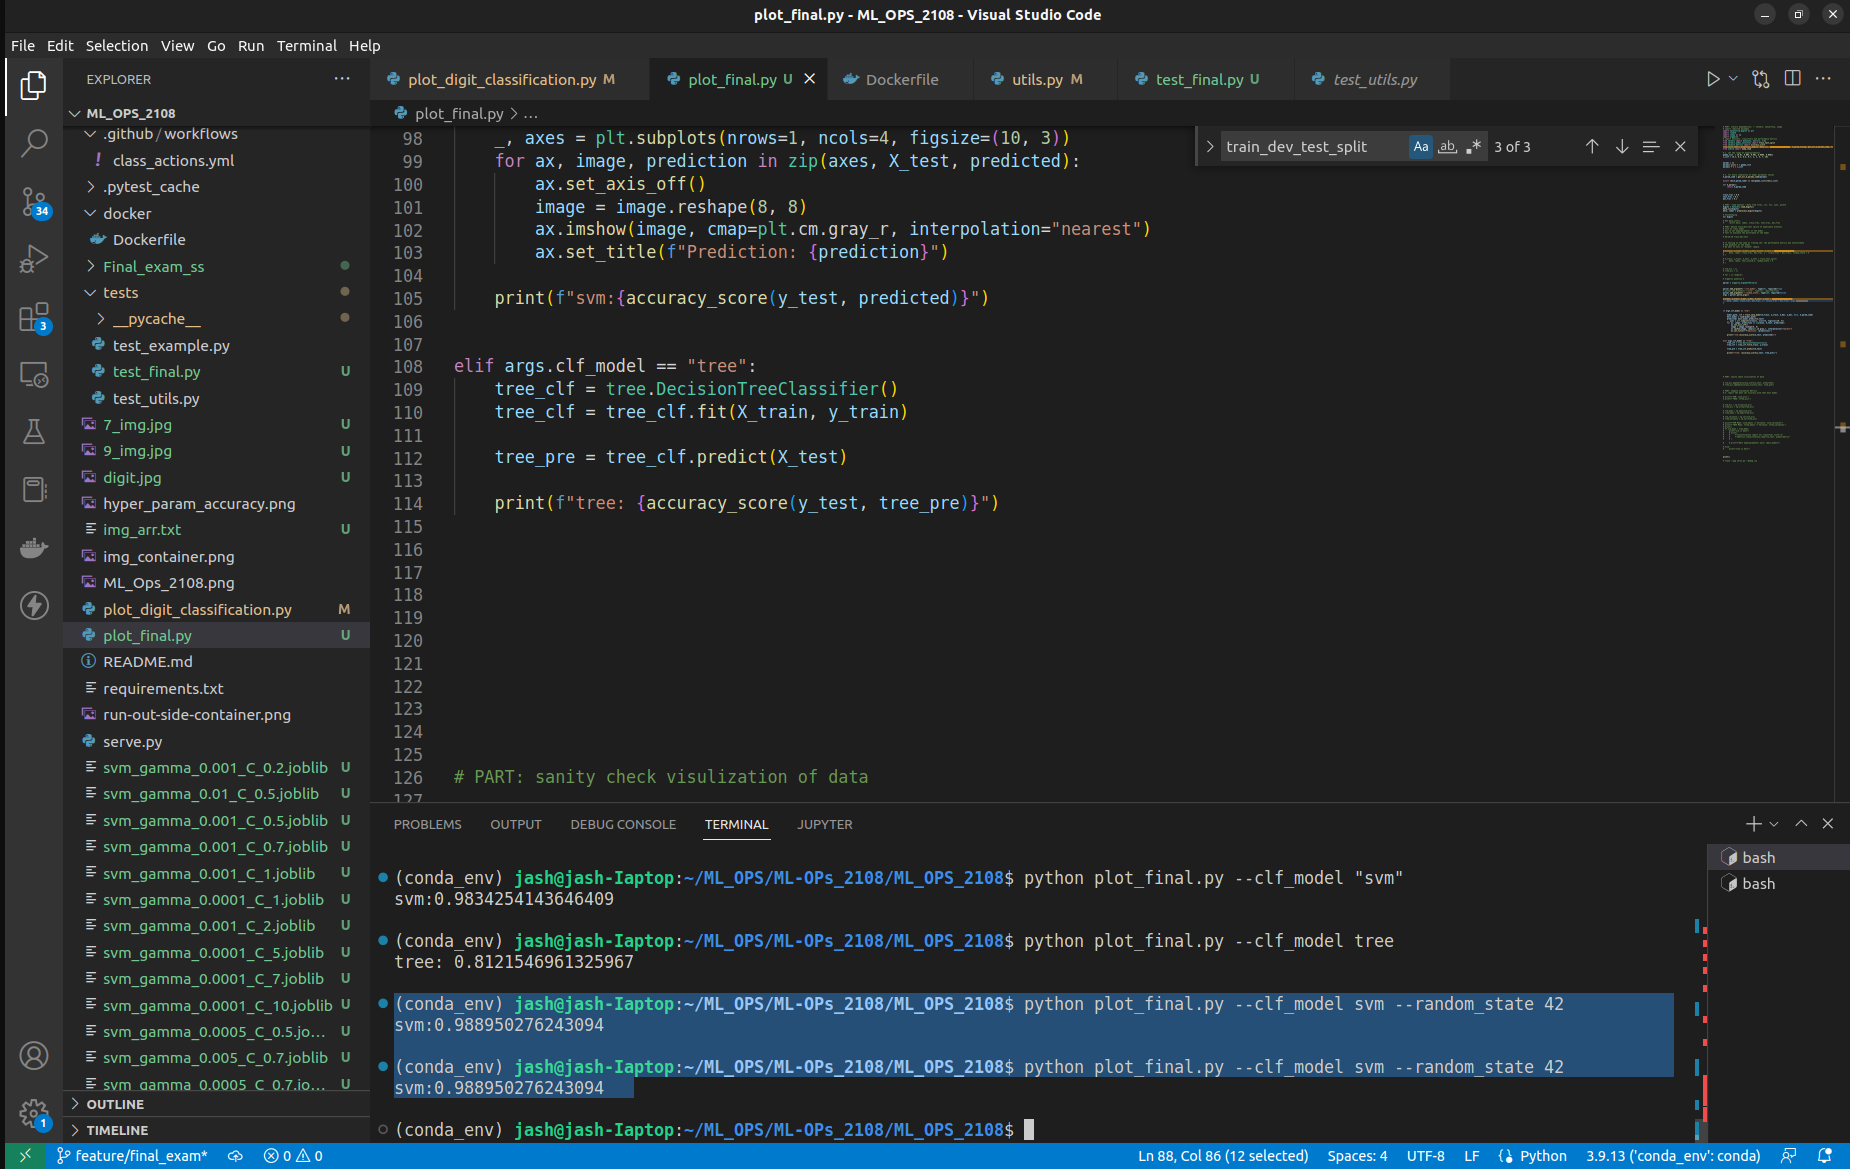 plot_final.py - ML_OPS_2108 - Visual Studio Code
File Edit Selection View Go Run Terminal Help
EXPLORER
ML_OPS_2108
.github/workflows
class_actions.yml
.pytest_cache
docker
Dockerfile
Final_exam_ss
tests
__pycache__
test_example.py
test_final.py U
test_utils.py
7_img.jpg U
9_img.jpg U
digit.jpg U
hyper_param_accuracy.png
img_arr.txt U
img_container.png
ML_Ops_2108.png
plot_digit_classification.py M
plot_final.py U
README.md
requirements.txt
run-out-side-container.png
serve.py
svm_gamma_0.001_C_0.2.joblib U
svm_gamma_0.01_C_0.5.joblib U
svm_gamma_0.001_C_0.5.joblib U
svm_gamma_0.001_C_0.7.joblib U
svm_gamma_0.001_C_1.joblib U
svm_gamma_0.0001_C_1.joblib U
svm_gamma_0.001_C_2.joblib U
svm_gamma_0.0001_C_5.joblib U
svm_gamma_0.0001_C_7.joblib U
svm_gamma_0.0001_C_10.joblib U
svm_gamma_0.0005_C_0.5.jo... U
svm_gamma_0.005_C_0.7.joblib U
svm_gamma_0.0005_C_0.7.jo... U
OUTLINE
TIMELINE
34
3
1
plot_digit_classification.py M
plot_final.py U
Dockerfile
utils.py M
test_final.py U
test_utils.py
plot_final.py > ...
train_dev_test_split Aa ab .* 3 of 3
98 _, axes = plt.subplots(nrows=1, ncols=4, figsize=(10, 3))
99 for ax, image, prediction in zip(axes, X_test, predicted):
100 ax.set_axis_off()
101 image = image.reshape(8, 8)
102 ax.imshow(image, cmap=plt.cm.gray_r, interpolation="nearest")
103 ax.set_title(f"Prediction: {prediction}")
104
105 print(f"svm:{accuracy_score(y_test, predicted)}")
106
107
108 elif args.clf_model == "tree":
109 tree_clf = tree.DecisionTreeClassifier()
110 tree_clf = tree_clf.fit(X_train, y_train)
111
112 tree_pre = tree_clf.predict(X_test)
113
114 print(f"tree: {accuracy_score(y_test, tree_pre)}")
115
116
117
118
119
120
121
122
123
124
125
126 # PART: sanity check visulization of data
127
PROBLEMS OUTPUT DEBUG CONSOLE TERMINAL JUPYTER
bash
bash
(conda_env) jash@jash-Iaptop:~/ML_OPS/ML-OPs_2108/ML_OPS_2108$ python plot_final.py --clf_model "svm"
svm:0.9834254143646409
(conda_env) jash@jash-Iaptop:~/ML_OPS/ML-OPs_2108/ML_OPS_2108$ python plot_final.py --clf_model tree
tree: 0.8121546961325967
(conda_env) jash@jash-Iaptop:~/ML_OPS/ML-OPs_2108/ML_OPS_2108$ python plot_final.py --clf_model svm --random_state 42
svm:0.988950276243094
(conda_env) jash@jash-Iaptop:~/ML_OPS/ML-OPs_2108/ML_OPS_2108$ python plot_final.py --clf_model svm --random_state 42
svm:0.988950276243094
(conda_env) jash@jash-Iaptop:~/ML_OPS/ML-OPs_2108/ML_OPS_2108$
feature/final_exam* 0 0 Ln 88, Col 86 (12 selected) Spaces: 4 UTF-8 LF Python 3.9.13 ('conda_env': conda)